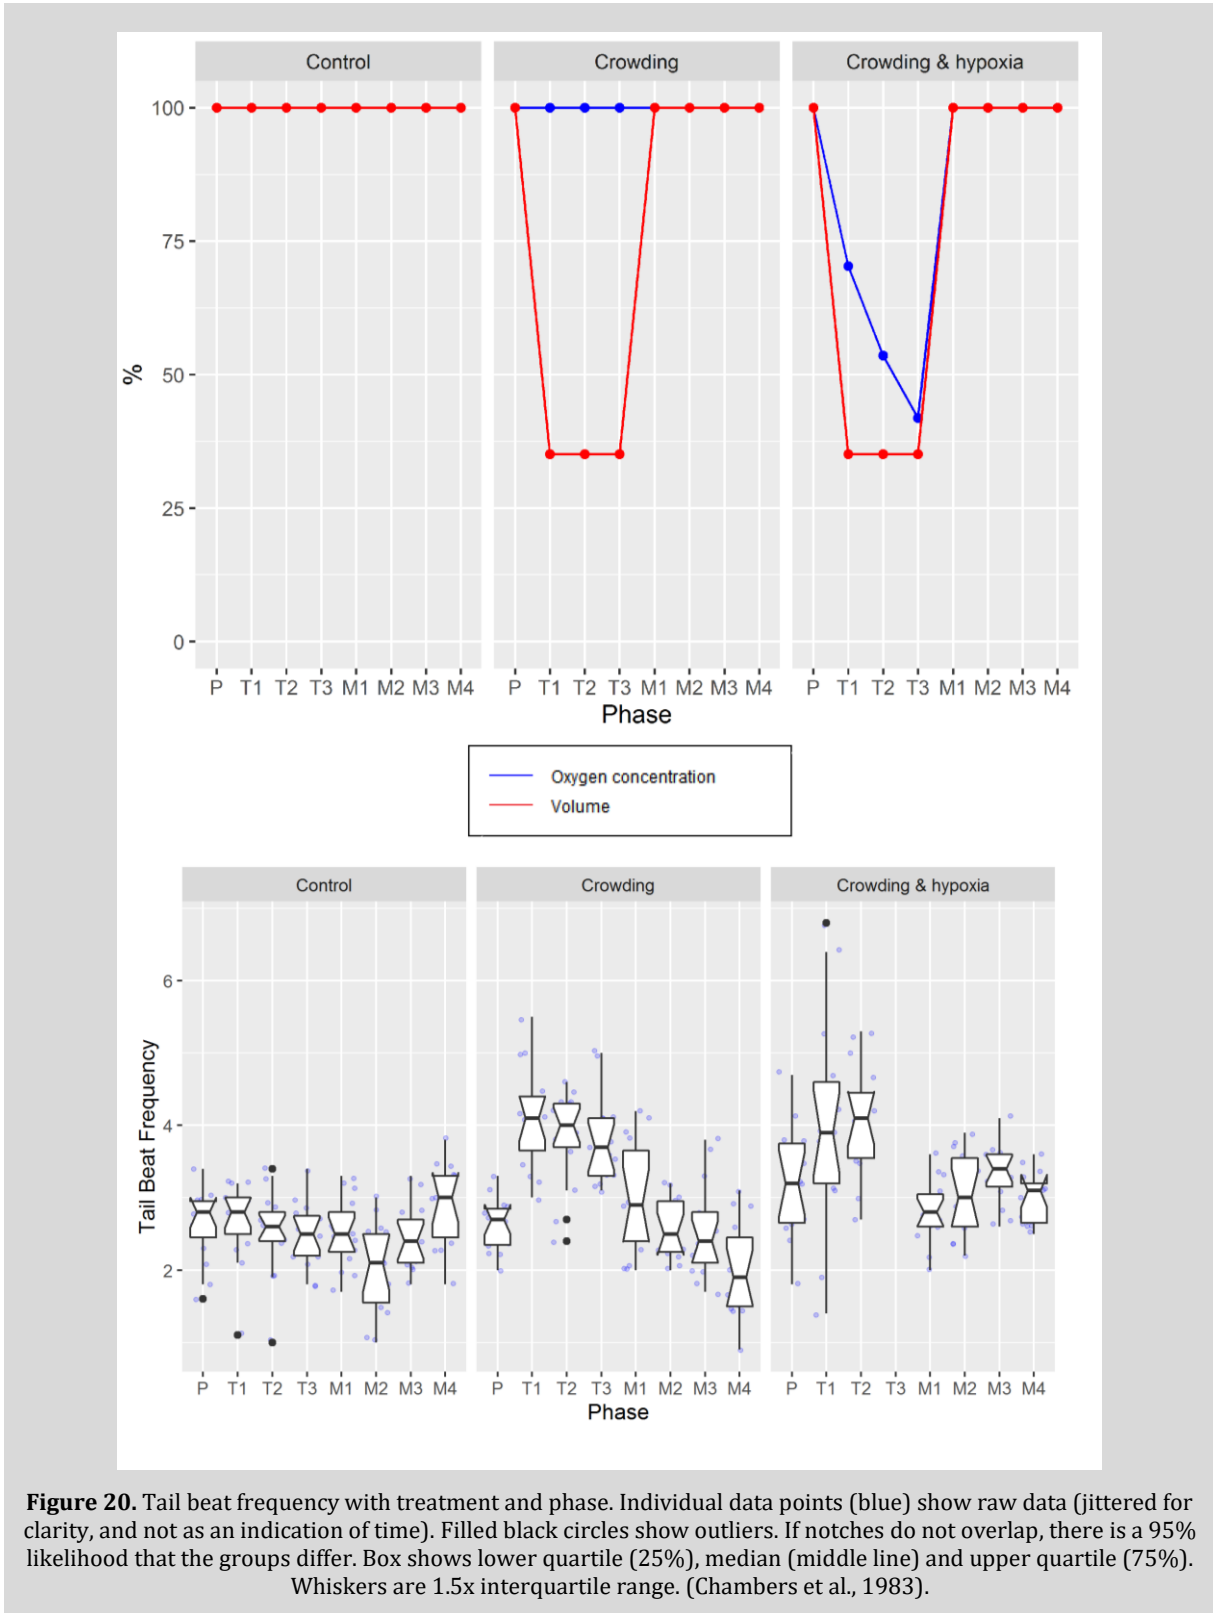 Control Crowding Crowding & hypoxia
100
75
50
25
0
%
P T1 T2 T3 M1 M2 M3 M4 P T1 T2 T3 M1 M2 M3 M4 P T1 T2 T3 M1 M2 M3 M4
Phase
Oxygen concentration
Volume
Control Crowding Crowding & hypoxia
6
4
2
Tail Beat Frequency
P T1 T2 T3 M1 M2 M3 M4 P T1 T2 T3 M1 M2 M3 M4 P T1 T2 T3 M1 M2 M3 M4
Phase
Figure 20. Tail beat frequency with treatment and phase. Individual data points (blue) show raw data (jittered for
clarity, and not as an indication of time). Filled black circles show outliers. If notches do not overlap, there is a 95%
likelihood that the groups differ. Box shows lower quartile (25%), median (middle line) and upper quartile (75%).
Whiskers are 1.5x interquartile range. (Chambers et al., 1983).